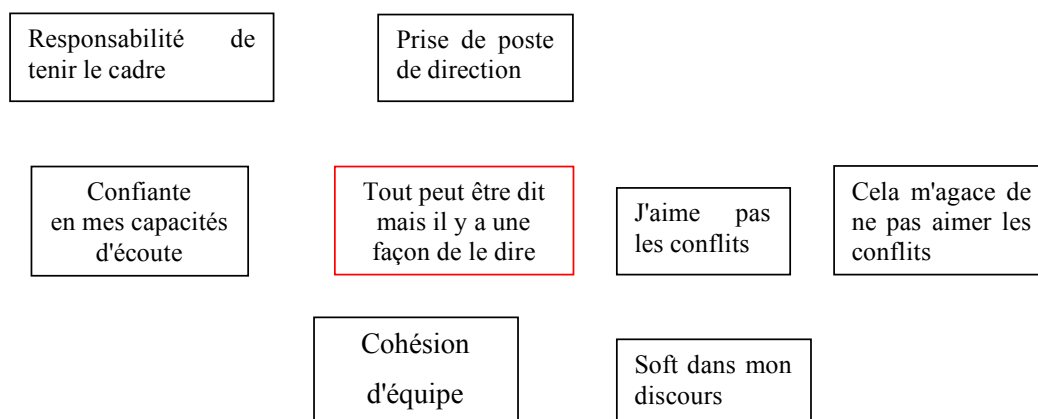 Responsabilité de
tenir le cadre
Prise de poste
de direction
Confiante
en mes capacités
d'écoute
Tout peut être dit
mais il y a une
façon de le dire
J'aime pas
les conflits
Cela m'agace de
ne pas aimer les
conflits
Cohésion
d'équipe
Soft dans mon
discours